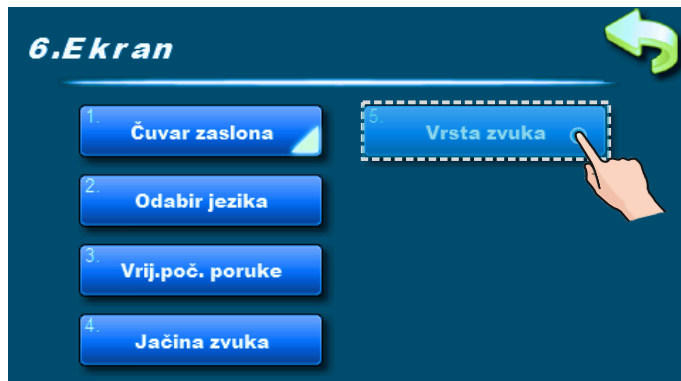 6.Ekran
1. Čuvar zaslona
2. Odabir jezika
3. Vrij.poč. poruke
4. Jačina zvuka
5. Vrsta zvuka